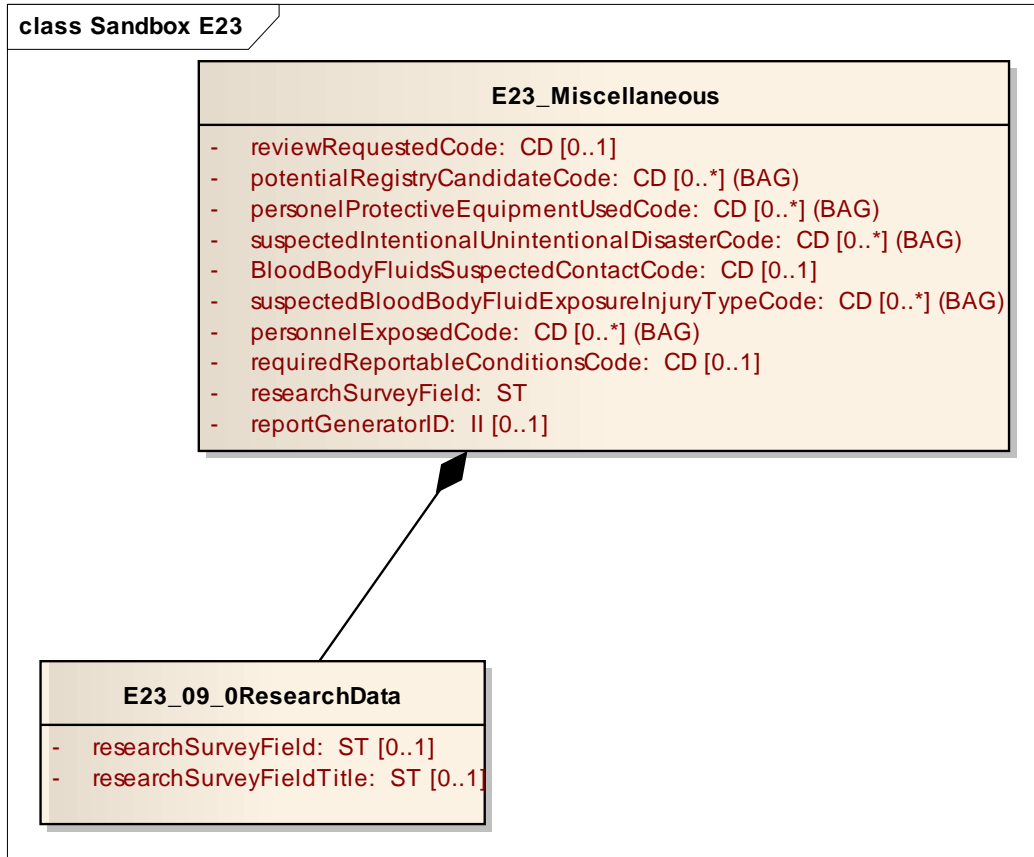 class Sandbox E23
E23_Miscellaneous
- reviewRequestedCode: CD [0..1]
- potentialRegistryCandidateCode: CD [0..*] (BAG)
- personelProtectiveEquipmentUsedCode: CD [0..*] (BAG)
- suspectedIntentionalUnintentionalDisasterCode: CD [0..*] (BAG)
- BloodBodyFluidsSuspectedContactCode: CD [0..1]
- suspectedBloodBodyFluidExposureInjuryTypeCode: CD [0..*] (BAG)
- personnelExposedCode: CD [0..*] (BAG)
- requiredReportableConditionsCode: CD [0..1]
- researchSurveyField: ST
- reportGeneratorID: II [0..1]
E23_09_0ResearchData
- researchSurveyField: ST [0..1]
- researchSurveyFieldTitle: ST [0..1]